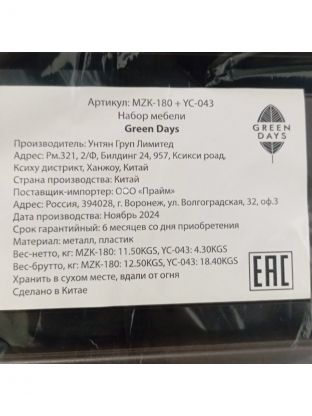 Артикул: MZK-180 + YC-043
Набор мебели
Green Days
GREEN
DAYS
Производитель: Унтян Груп Лимитед
Адрес: Рм.321, 2/Ф, Билдинг 24, 957, Ксикси роад,
Ксиху дистрикт, Ханжоу, Китай
Страна производства: Китай
Поставщик-импортер: ООО «Прайм»
Адрес: Россия, 394028, г. Воронеж, ул. Волгоградская, 32, оф.3
Дата производства: Ноябрь 2024
Срок гарантийный: 6 месяцев со дня приобретения
Материал: металл, пластик
Вес-нетто, кг: MZK-180: 11.50KGS, YC-043: 4.30KGS
Вес-брутто, кг: MZK-180: 12.50KGS, YC-043: 18.40KGS
Хранить в сухом месте, вдали от огня
Сделано в Китае
EAC